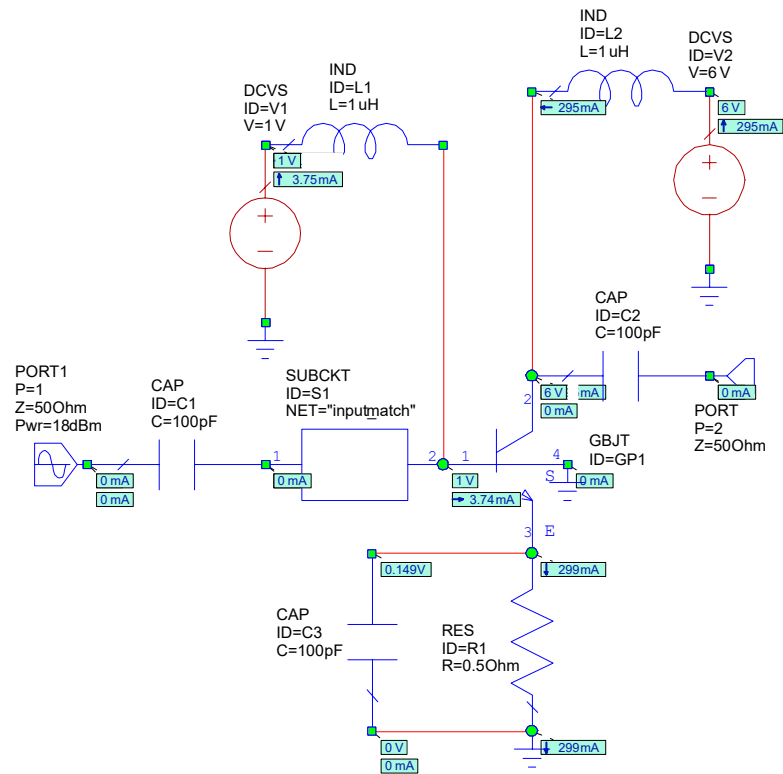 IND
ID=L2
L=1 uH
DCVS
ID=V2
V=6 V
IND
ID=L1
L=1 uH
DCVS
ID=V1
V=1 V
295mA
6 V
295mA
1 V
3.75mA
+
−
+
−
CAP
ID=C2
C=100pF
PORT1
P=1
Z=50Ohm
Pwr=18dBm
CAP
ID=C1
C=100pF
SUBCKT
ID=S1
NET="input_match"
6 V
mA
0 mA
2
0 mA
PORT
P=2
Z=50Ohm
GBJT
ID=GP1
1
2
1
4
S
0 mA
0 mA
0 mA
1 V
3.74mA
0 mA
3
E
0.149V
299mA
CAP
ID=C3
C=100pF
RES
ID=R1
R=0.5Ohm
0 V
0 mA
299mA